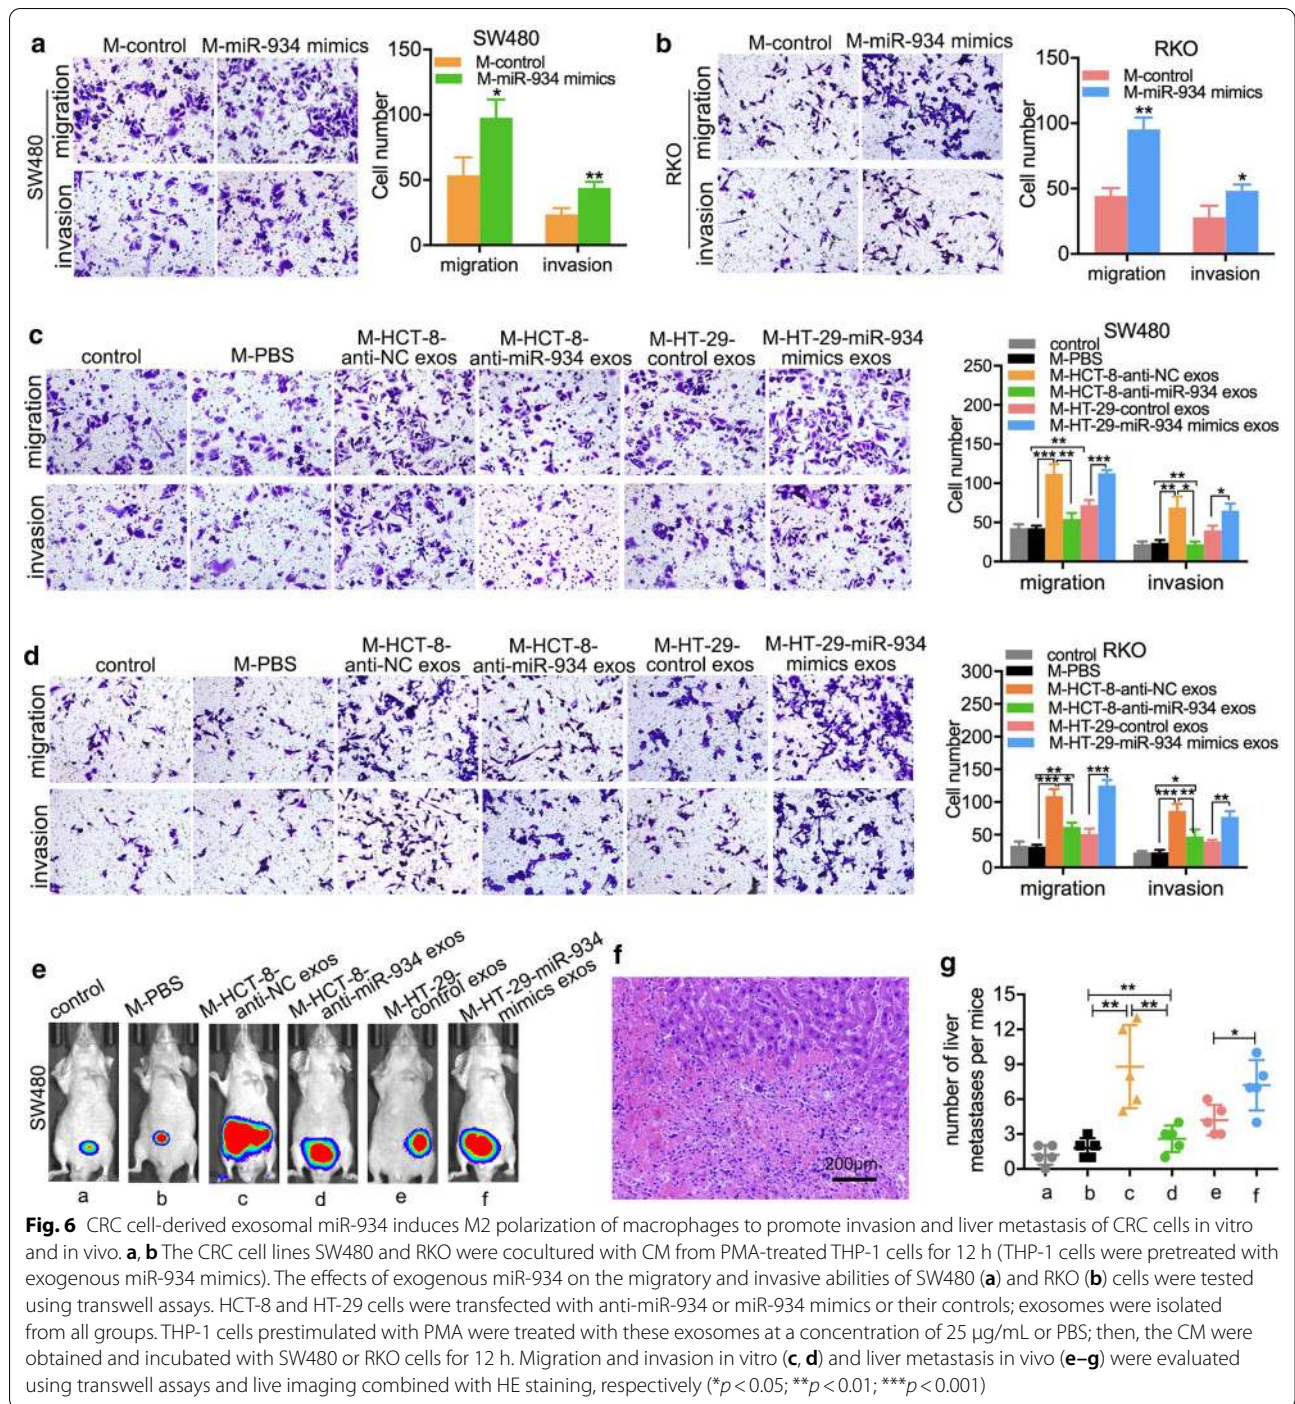 a
M-control M-miR-934 mimics
SW480
migration
invasion
SW480
M-control
M-miR-934 mimics
Cell number
150
100
50
0
*
**
migration invasion
b
M-control M-miR-934 mimics
RKO
migration
invasion
RKO
M-control
M-miR-934 mimics
Cell number
150
100
50
0
**
*
migration invasion
c
control
M-PBS
M-HCT-8-
anti-NC exos
M-HCT-8-
anti-miR-934 exos
M-HT-29-
control exos
M-HT-29-miR-934
mimics exos
migration
invasion
SW480
control
M-PBS
M-HCT-8-anti-NC exos
M-HCT-8-anti-miR-934 exos
M-HT-29-control exos
M-HT-29-miR-934 mimics exos
Cell number
250
200
150
100
50
0
**
*** ** ***
**
** * *
migration invasion
d
control
M-PBS
M-HCT-8-
anti-NC exos
M-HCT-8-
anti-miR-934 exos
M-HT-29-
control exos
M-HT-29-miR-934
mimics exos
migration
invasion
RKO
control
M-PBS
M-HCT-8-anti-NC exos
M-HCT-8-anti-miR-934 exos
M-HT-29-control exos
M-HT-29-miR-934 mimics exos
Cell number
300
250
200
150
100
50
0
**
*** * ***
*
*** ** **
migration invasion
e
control
M-PBS
M-HCT-8-
anti-NC exos
M-HCT-8-
anti-miR-934 exos
M-HT-29-
control exos
M-HT-29-miR-934
mimics exos
SW480
a b c d e f
f
200μm
g
number of liver
metastases per mice
15
12
9
6
3
0
**
** **
*
a b c d e f
Fig. 6 CRC cell-derived exosomal miR-934 induces M2 polarization of macrophages to promote invasion and liver metastasis of CRC cells in vitro
and in vivo. a, b The CRC cell lines SW480 and RKO were cocultured with CM from PMA-treated THP-1 cells for 12 h (THP-1 cells were pretreated with
exogenous miR-934 mimics). The effects of exogenous miR-934 on the migratory and invasive abilities of SW480 (a) and RKO (b) cells were tested
using transwell assays. HCT-8 and HT-29 cells were transfected with anti-miR-934 or miR-934 mimics or their controls; exosomes were isolated
from all groups. THP-1 cells prestimulated with PMA were treated with these exosomes at a concentration of 25 μg/mL or PBS; then, the CM were
obtained and incubated with SW480 or RKO cells for 12 h. Migration and invasion in vitro (c, d) and liver metastasis in vivo (e–g) were evaluated
using transwell assays and live imaging combined with HE staining, respectively (*p < 0.05; **p < 0.01; ***p < 0.001)